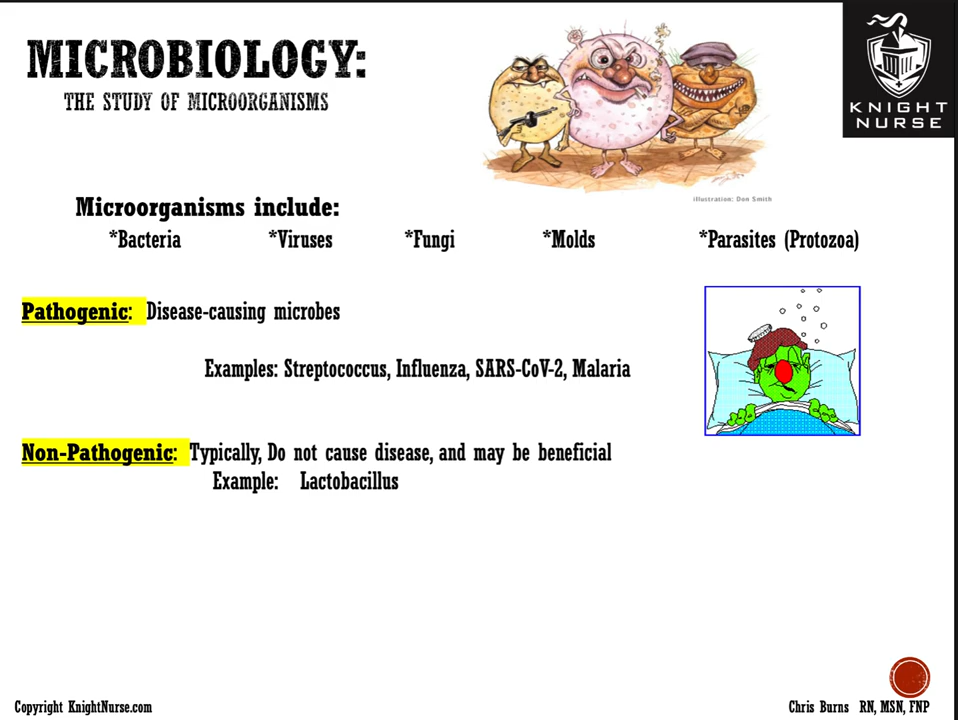 MICROBIOLOGY:
THE STUDY OF MICROORGANISMS
KNIGHT
NURSE
illustration: Don Smith
Microorganisms include:
*Bacteria *Viruses *Fungi *Molds *Parasites (Protozoa)
Pathogenic: Disease-causing microbes
Examples: Streptococcus, Influenza, SARS-CoV-2, Malaria
Non-Pathogenic: Typically, Do not cause disease, and may be beneficial
Example: Lactobacillus
Copyright KnightNurse.com
Chris Burns RN, MSN, FNP